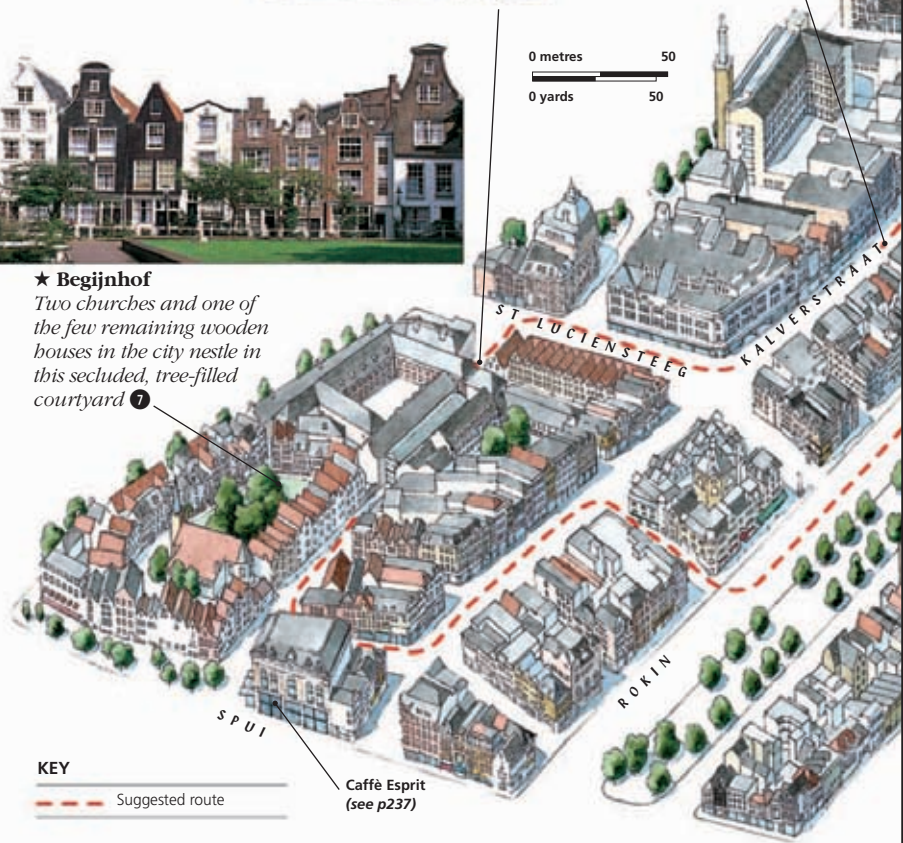 0 metres 50
0 yards 50
★ Begijnhof
Two churches and one of
the few remaining wooden
houses in the city nestle in
this secluded, tree-filled
courtyard 7
ST LUCIENSTEEG
KALVERSTRAAT
ROKIN
SPUI
Caffè Esprit
(see p237)
KEY
Suggested route